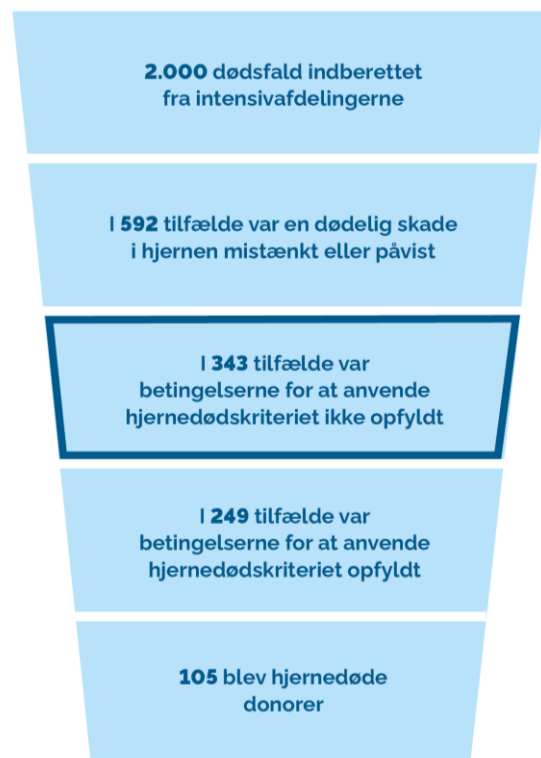 2.000 dødsfald indberettet
fra intensivafdelingerne
I 592 tilfælde var en dødelig skade
i hjernen mistænkt eller påvist
I 343 tilfælde var
betingelserne for at anvende
hjernedødskriteriet ikke opfyldt
I 249 tilfælde var
betingelserne for at anvende
hjernedødskriteriet opfyldt
105 blev hjernedøde
donorer